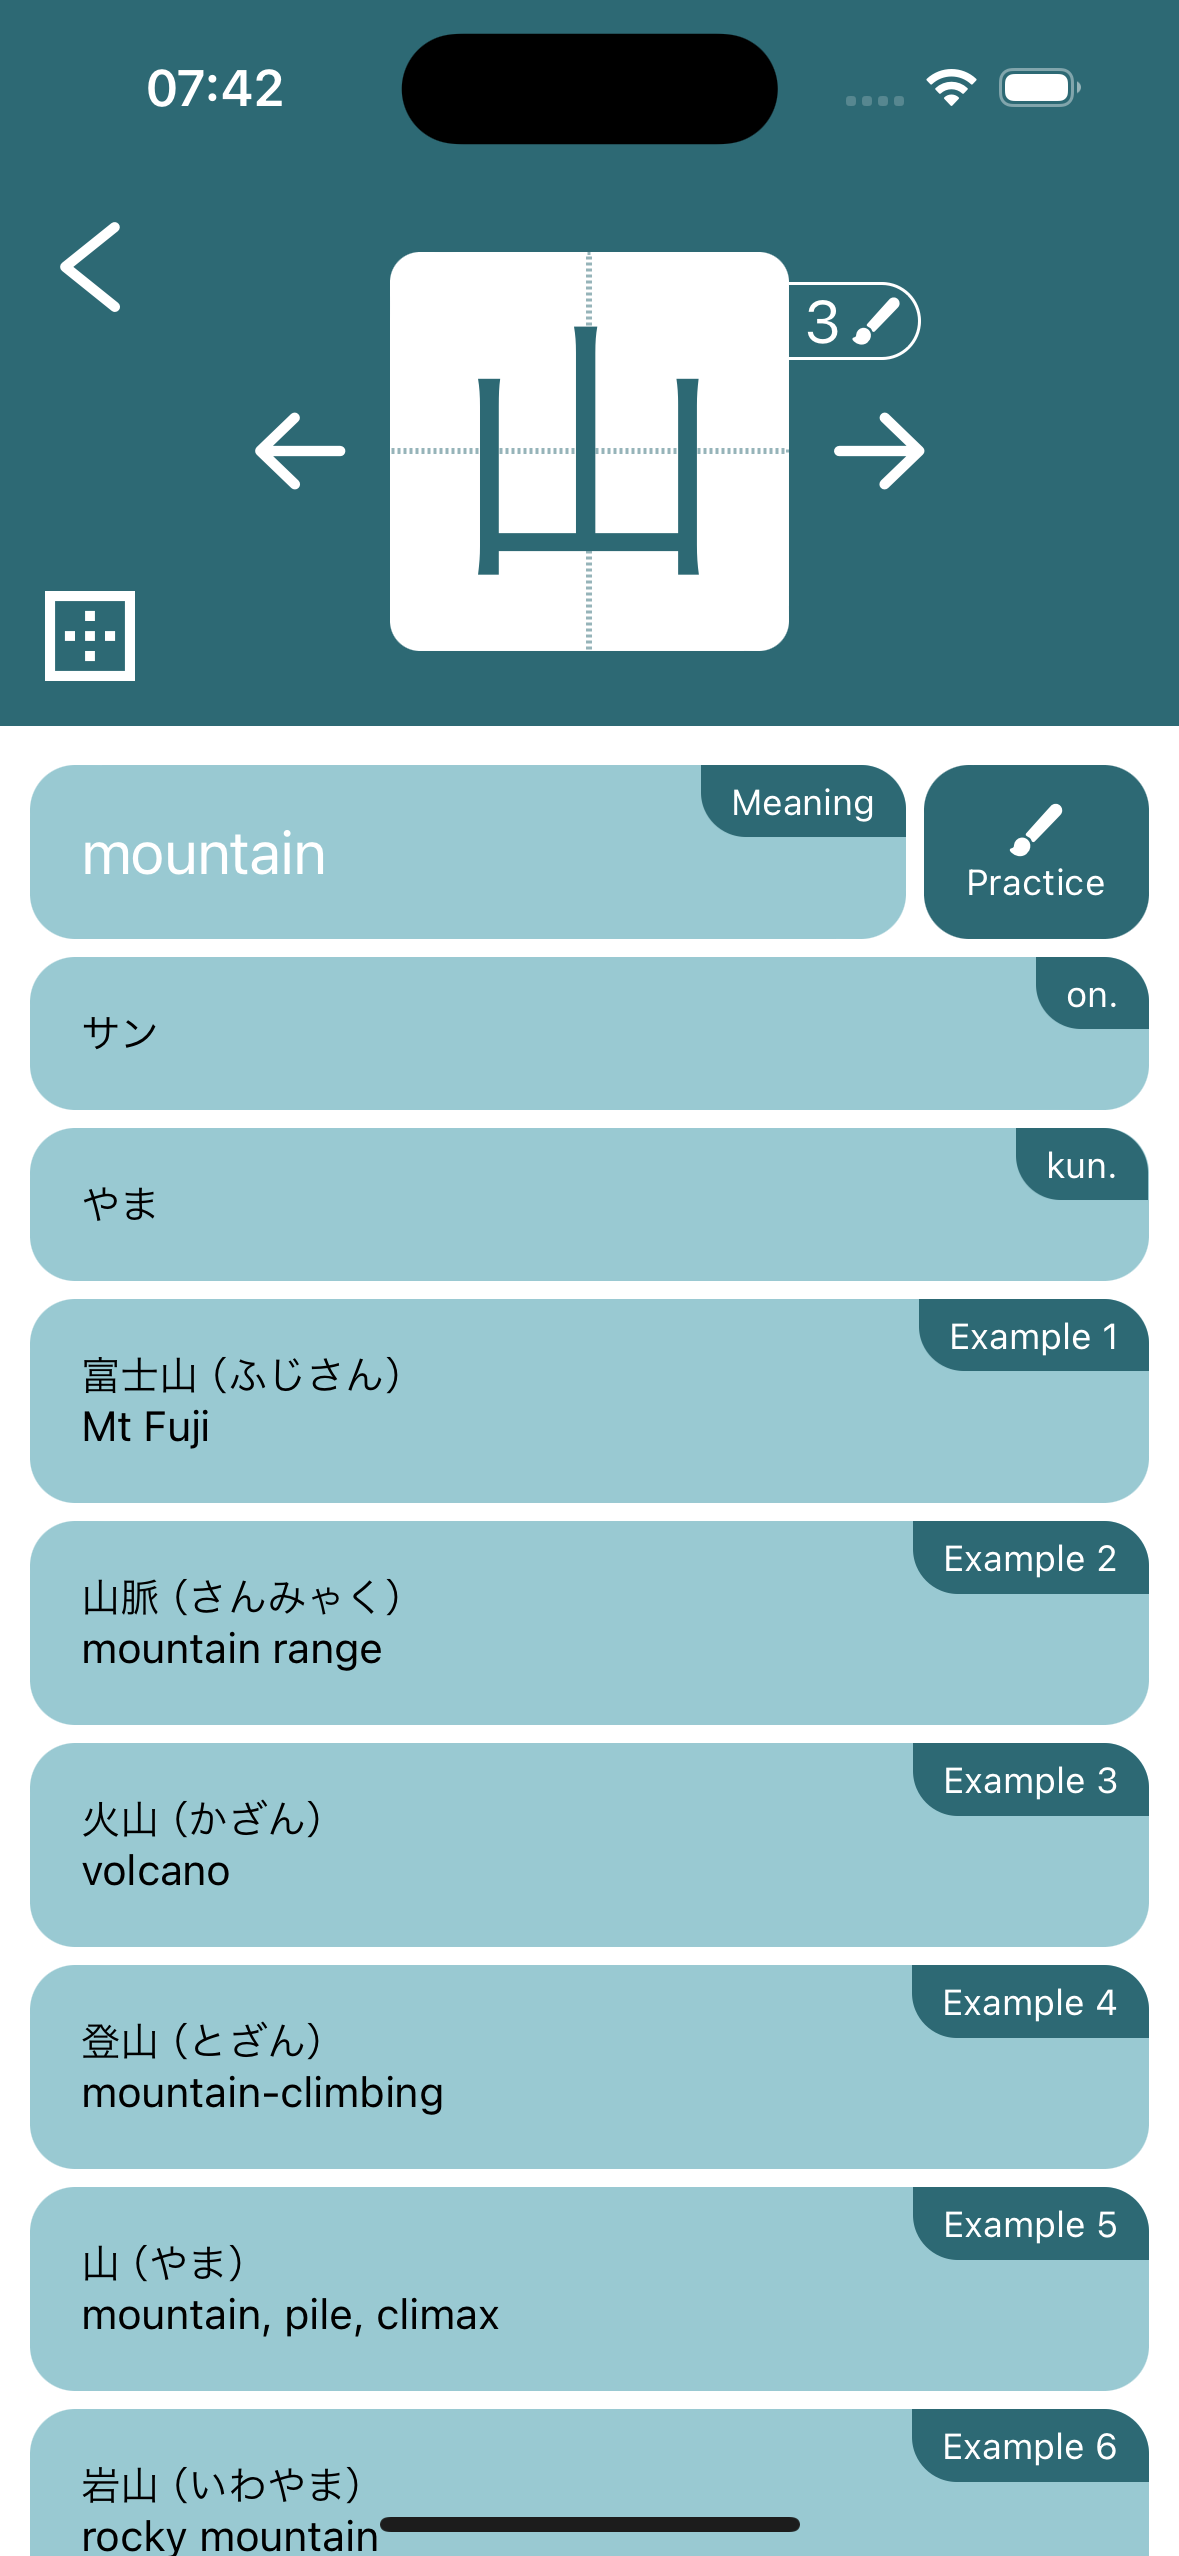 07:42
山
3
Meaning
mountain
Practice
on.
サン
kun.
やま
Example 1
富士山（ふじさん）
Mt Fuji
Example 2
山脈（さんみゃく）
mountain range
Example 3
火山（かざん）
volcano
Example 4
登山（とざん）
mountain-climbing
Example 5
山（やま）
mountain, pile, climax
Example 6
岩山（いわやま）
rocky mountain